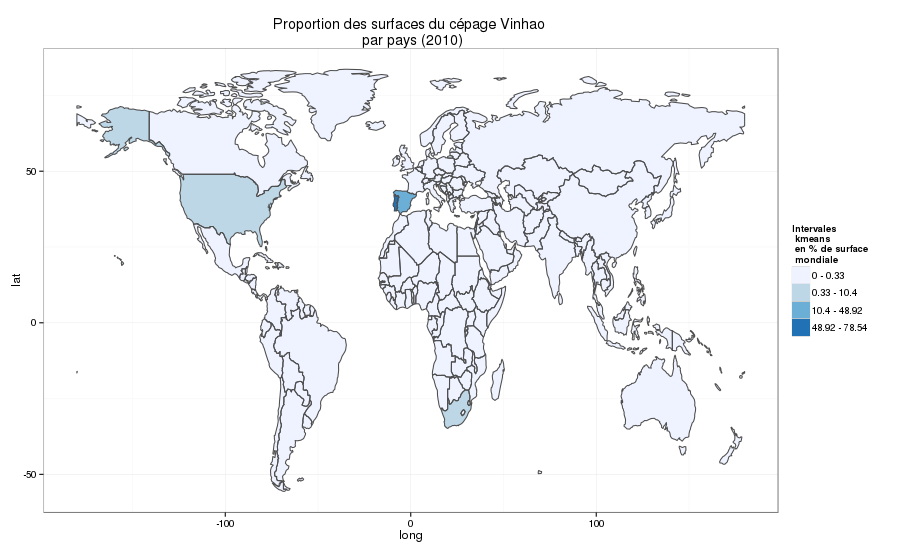 Proportion des surfaces du cépage Vinhao
par pays (2010)
50
0
-50
lat
-100
0
100
long
Intervales
kmeans
en % de surface
mondiale
0 - 0.33
0.33 - 10.4
10.4 - 48.92
48.92 - 78.54